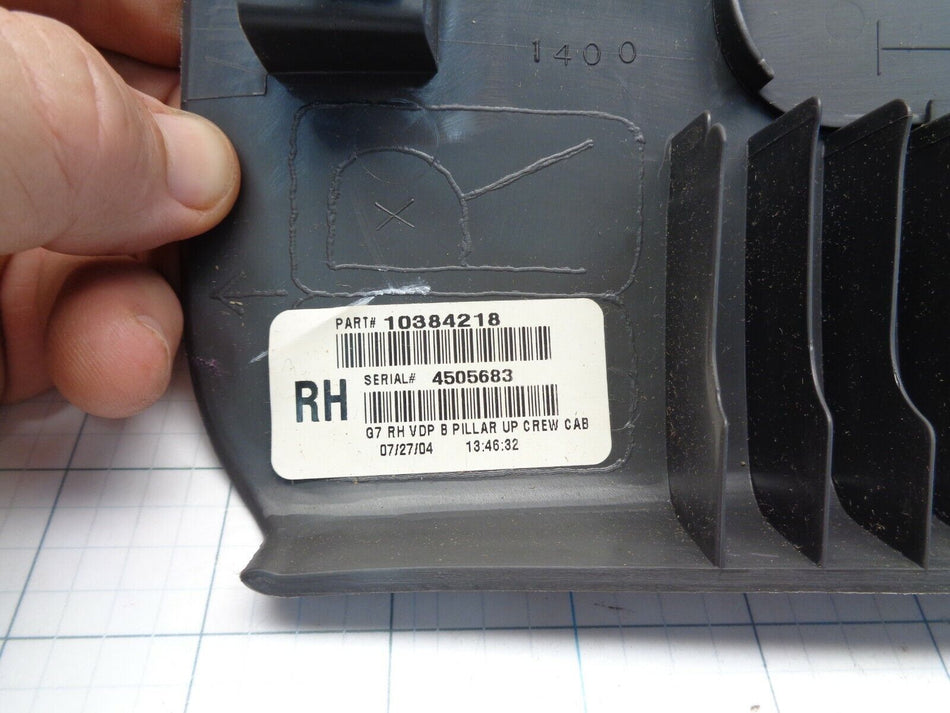 1400
R
PART# 10384218
RH
SERIAL# 4505683
G7 RH VDP B PILLAR UP CREW CAB
07/27/04 13:46:32